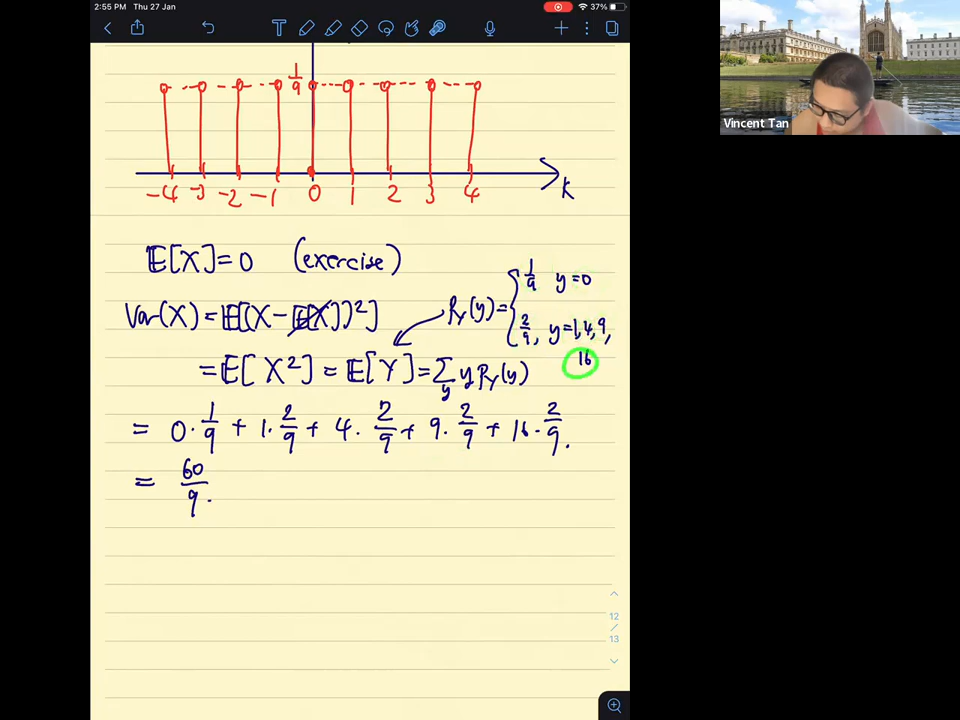 2:55 PM Thu 27 Jan
37%
1/9
-4 -3 -2 -1 0 1 2 3 4 k
E[X]=0 (exercise)
P_Y(y)= { 1/9 y=0
2/9, y=1,4,9,
16
Var(X)=E[(X-E[X])²]
=E[X²]=E[Y]=∑_y y P_Y(y)
= 0·1/9 + 1·2/9 + 4·2/9 + 9·2/9 + 16·2/9.
= 60/9.
12
/
13
Vincent Tan